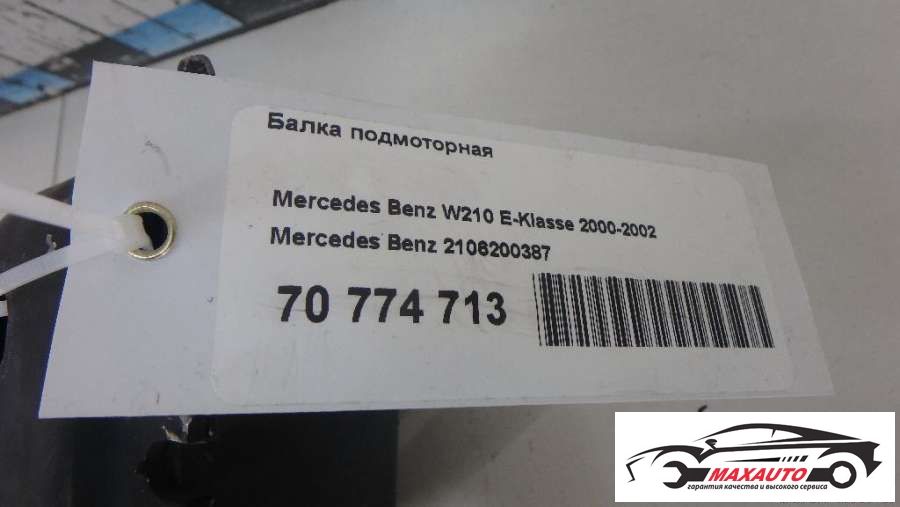 Балка подмоторная
Mercedes Benz W210 E-Klasse 2000-2002
Mercedes Benz 2106200387
70 774 713
MAXAUTO
гарантия качества и высокого сервиса